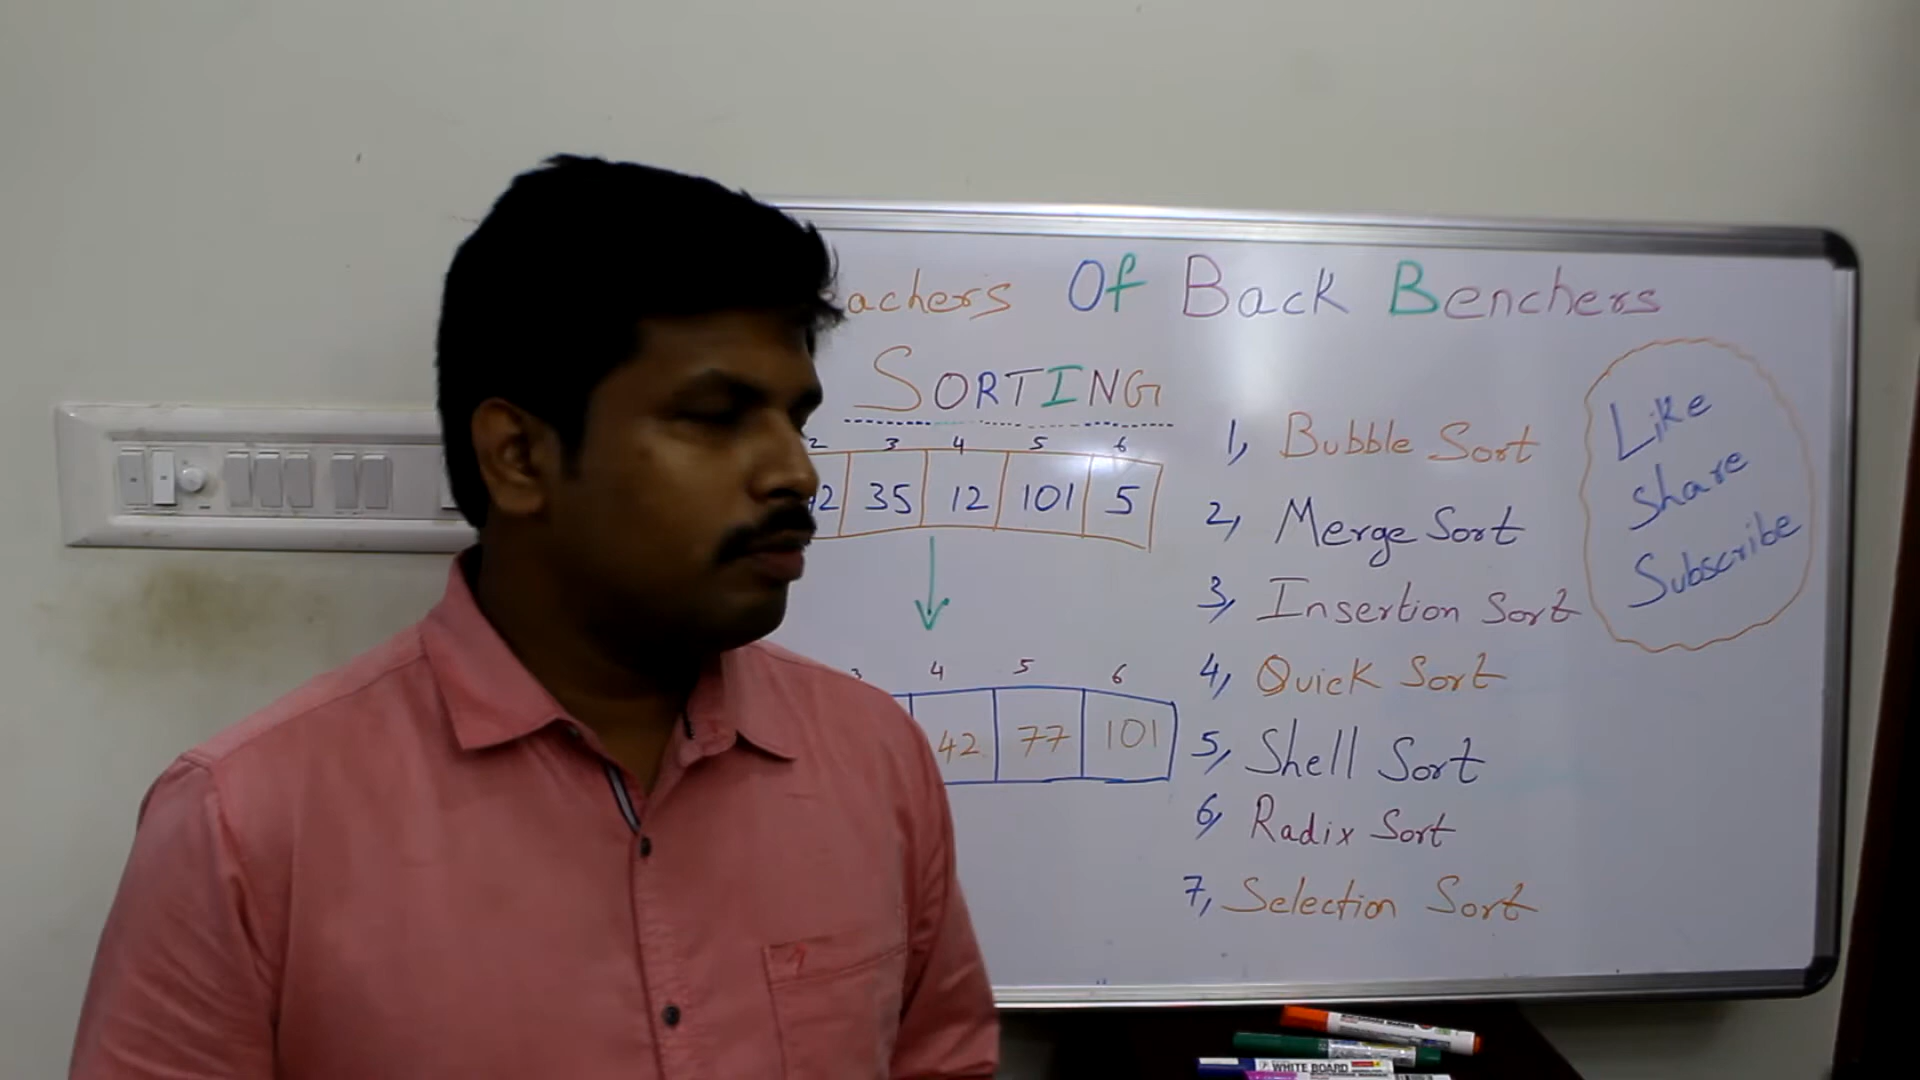 Of Back Benchers
SORTING
3 4 5 6
35 12 101 5
4 5 6
42 77 101
1, Bubble Sort
2, Merge Sort
3, Insertion Sort
4, Quick Sort
5, Shell Sort
6, Radix Sort
7, Selection Sort
Like
Share
Subscribe
WHITE BOARD